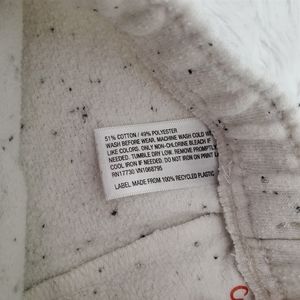 51% COTTON / 49% POLYESTER
WASH BEFORE WEAR, MACHINE WASH COLD W
LIKE COLORS. ONLY NON-CHLORINE BLEACH IF
NEEDED. TUMBLE DRY LOW. REMOVE PROMPTLY.
COOL IRON IF NEEDED. DO NOT IRON ON PRINT
RN17730 VN1068795
LABEL MADE FROM 100% RECYCLED PLASTIC